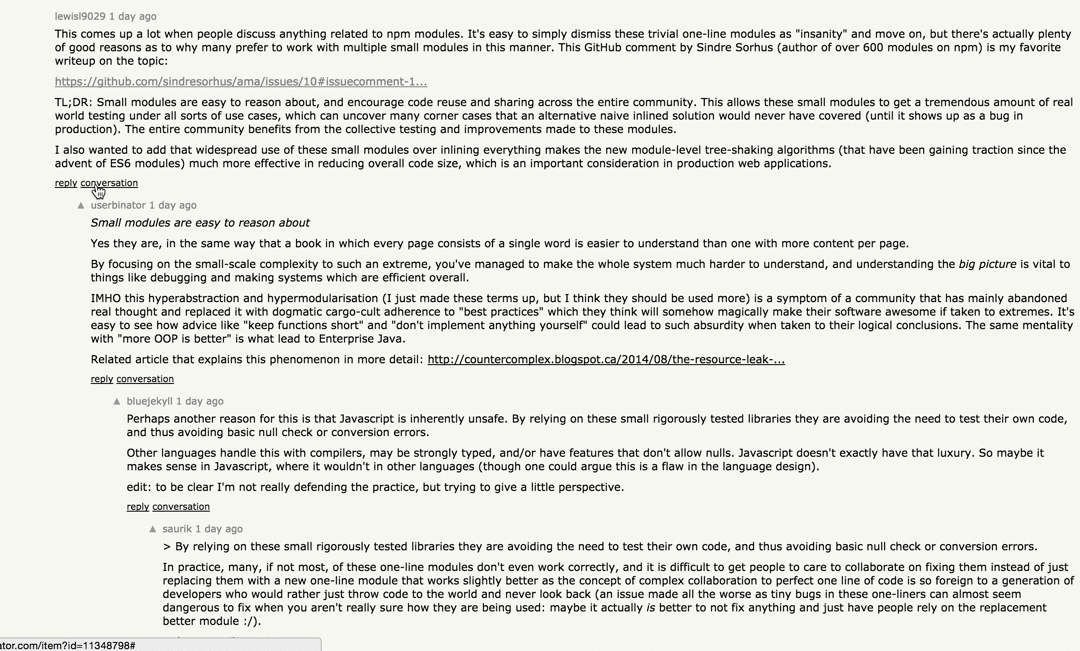 lewisl9029 1 day ago
This comes up a lot when people discuss anything related to npm modules. It's easy to simply dismiss these trivial one-line modules as "insanity" and move on, but there's actually plenty
of good reasons as to why many prefer to work with multiple small modules in this manner. This GitHub comment by Sindre Sorhus (author of over 600 modules on npm) is my favorite
writeup on the topic:
https://github.com/sindresorhus/ama/issues/10#issuecomment-1...
TL;DR: Small modules are easy to reason about, and encourage code reuse and sharing across the entire community. This allows these small modules to get a tremendous amount of real
world testing under all sorts of use cases, which can uncover many corner cases that an alternative naive inlined solution would never have covered (until it shows up as a bug in
production). The entire community benefits from the collective testing and improvements made to these modules.
I also wanted to add that widespread use of these small modules over inlining everything makes the new module-level tree-shaking algorithms (that have been gaining traction since the
advent of ES6 modules) much more effective in reducing overall code size, which is an important consideration in production web applications.
reply conversation
▲ userbinator 1 day ago
Small modules are easy to reason about
Yes they are, in the same way that a book in which every page consists of a single word is easier to understand than one with more content per page.
By focusing on the small-scale complexity to such an extreme, you've managed to make the whole system much harder to understand, and understanding the big picture is vital to
things like debugging and making systems which are efficient overall.
IMHO this hyperabstraction and hypermodularisation (I just made these terms up, but I think they should be used more) is a symptom of a community that has mainly abandoned
real thought and replaced it with dogmatic cargo-cult adherence to "best practices" which they think will somehow magically make their software awesome if taken to extremes. It's
easy to see how advice like "keep functions short" and "don't implement anything yourself" could lead to such absurdity when taken to their logical conclusions. The same mentality
with "more OOP is better" is what lead to Enterprise Java.
Related article that explains this phenomenon in more detail: http://countercomplex.blogspot.ca/2014/08/the-resource-leak-...
reply conversation
▲ bluejekyll 1 day ago
Perhaps another reason for this is that Javascript is inherently unsafe. By relying on these small rigorously tested libraries they are avoiding the need to test their own code,
and thus avoiding basic null check or conversion errors.
Other languages handle this with compilers, may be strongly typed, and/or have features that don't allow nulls. Javascript doesn't exactly have that luxury. So maybe it
makes sense in Javascript, where it wouldn't in other languages (though one could argue this is a flaw in the language design).
edit: to be clear I'm not really defending the practice, but trying to give a little perspective.
reply conversation
▲ saurik 1 day ago
> By relying on these small rigorously tested libraries they are avoiding the need to test their own code, and thus avoiding basic null check or conversion errors.
In practice, many, if not most, of these one-line modules don't even work correctly, and it is difficult to get people to care to collaborate on fixing them instead of just
replacing them with a new one-line module that works slightly better as the concept of complex collaboration to perfect one line of code is so foreign to a generation of
developers who would rather just throw code to the world and never look back (an issue made all the worse as tiny bugs in these one-liners can almost seem
dangerous to fix when you aren't really sure how they are being used: maybe it actually is better to not fix anything and just have people rely on the replacement
better module :/).
ator.com/item?id=11348798#